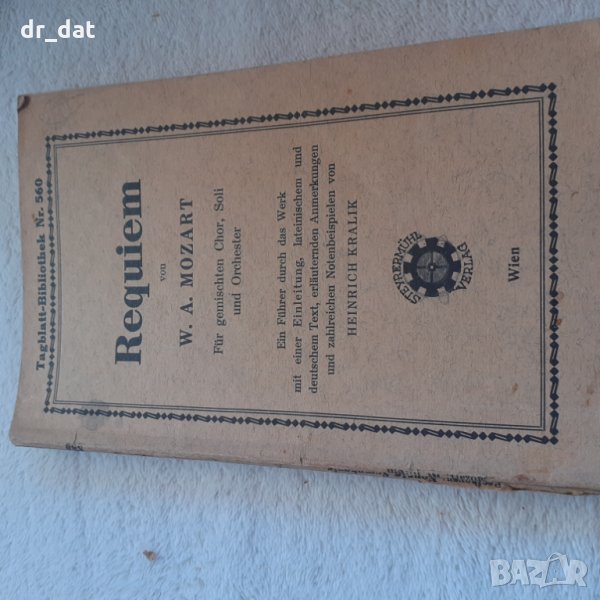 dr_dat
Tagblatt-Bibliothek Nr. 560
Requiem
von
W. A. MOZART
Für gemischten Chor, Soli
und Orchester
Ein Führer durch das Werk
mit einer Einleitung, lateinischem und
deutschem Text, erläuternden Anmerkungen
und zahlreichen Notenbeispielen von
HEINRICH KRALIK
STEYRERMÜHL
VERLAG
Wien
BAZAR